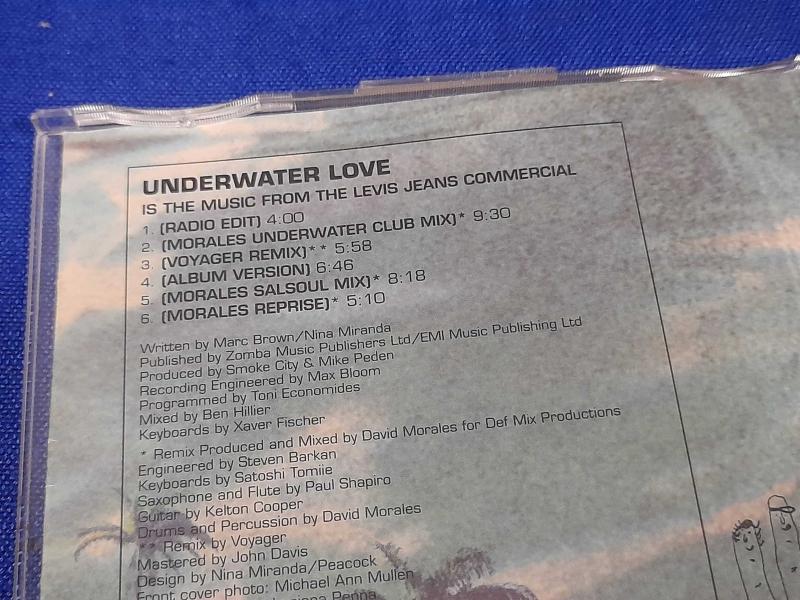 UNDERWATER LOVE
IS THE MUSIC FROM THE LEVIS JEANS COMMERCIAL
1. (RADIO EDIT) 4:00
2. (MORALES UNDERWATER CLUB MIX)* 9:30
3. (VOYAGER REMIX)** 5:58
4. (ALBUM VERSION) 6:46
5. (MORALES SALSOUL MIX)* 8:18
6. (MORALES REPRISE)* 5:10
Written by Marc Brown/Nina Miranda
Published by Zomba Music Publishers Ltd/EMI Music Publishing Ltd
Produced by Smoke City & Mike Peden
Recording Engineered by Max Bloom
Programmed by Toni Economides
Mixed by Ben Hillier
Keyboards by Xaver Fischer
* Remix Produced and Mixed by David Morales for Def Mix Productions
Engineered by Steven Barkan
Keyboards by Satoshi Tomiie
Saxophone and Flute by Paul Shapiro
Guitar by Kelton Cooper
Drums and Percussion by David Morales
** Remix by Voyager
Mastered by John Davis
Design by Nina Miranda/Peacock
Front cover photo: Michael Ann Mullen
Penna